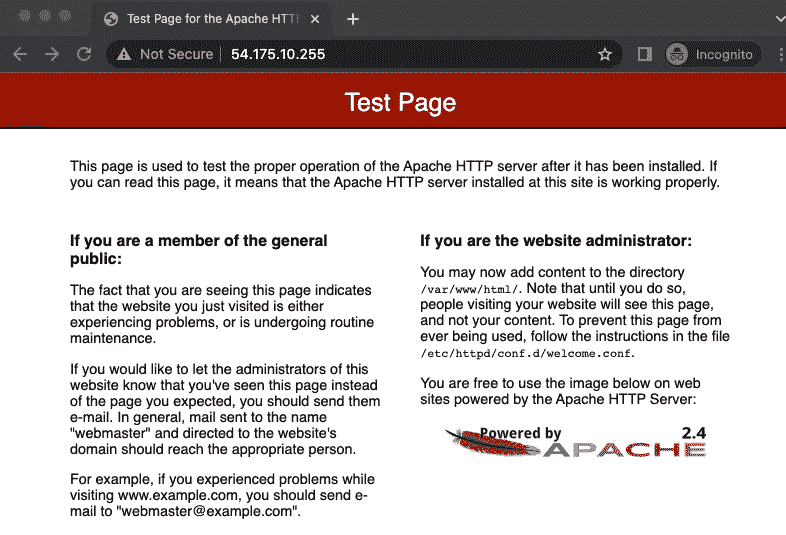 Test Page for the Apache HTT
Not Secure
54.175.10.255
Incognito
Test Page
This page is used to test the proper operation of the Apache HTTP server after it has been installed. If
you can read this page, it means that the Apache HTTP server installed at this site is working properly.
If you are a member of the general
public:
The fact that you are seeing this page indicates
that the website you just visited is either
experiencing problems, or is undergoing routine
maintenance.
If you would like to let the administrators of this
website know that you've seen this page instead
of the page you expected, you should send them
e-mail. In general, mail sent to the name
"webmaster" and directed to the website's
domain should reach the appropriate person.
For example, if you experienced problems while
visiting www.example.com, you should send e-
mail to "webmaster@example.com".
If you are the website administrator:
You may now add content to the directory
/var/www/html/. Note that until you do so,
people visiting your website will see this page,
and not your content. To prevent this page from
ever being used, follow the instructions in the file
/etc/httpd/conf.d/welcome.conf.
You are free to use the image below on web
sites powered by the Apache HTTP Server:
Powered by 2.4
APACHE